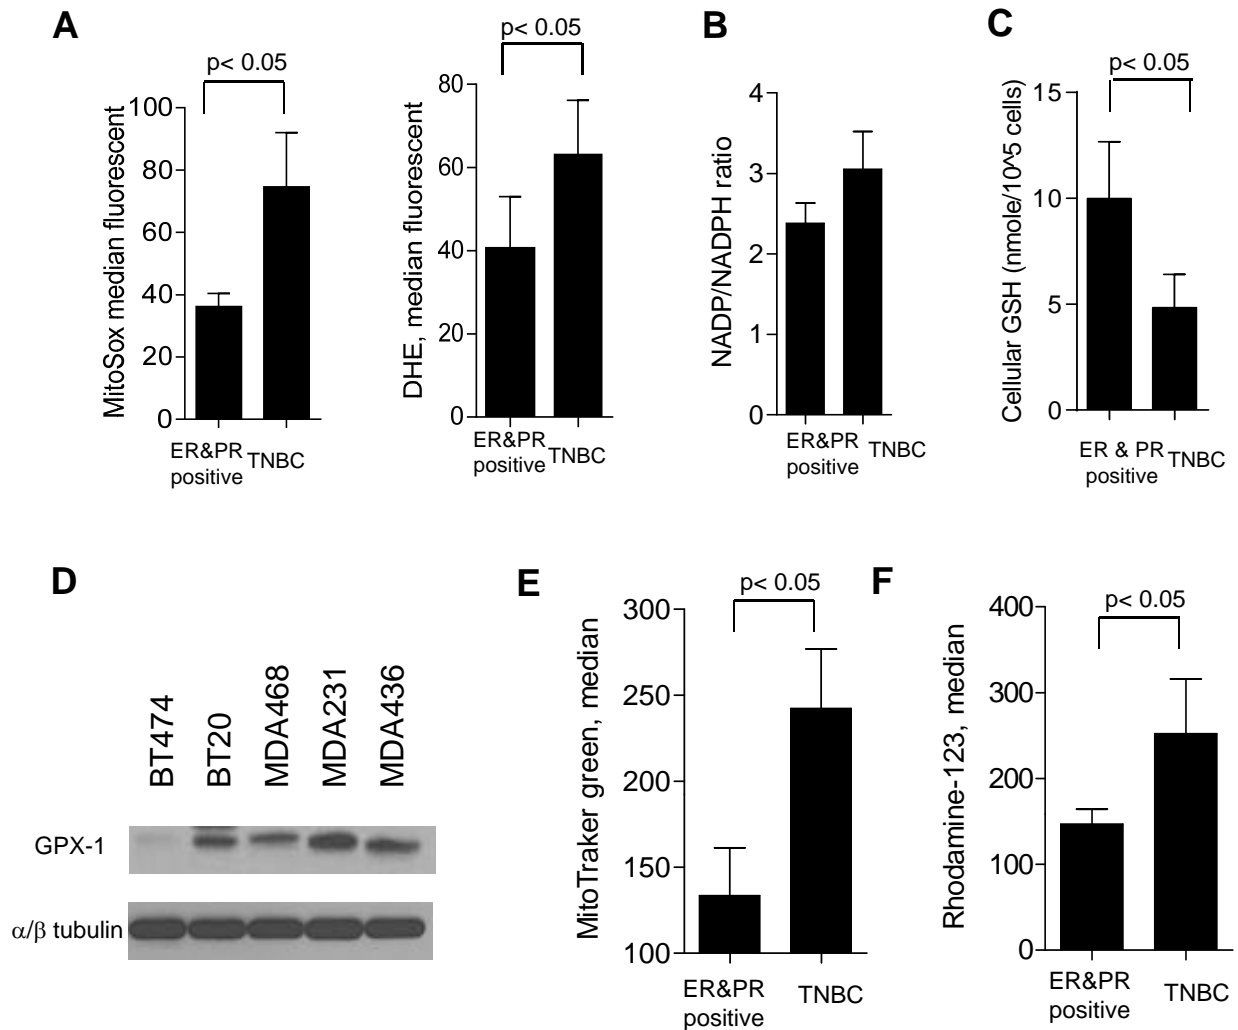 A
p< 0.05
MitoSox median fluorescent
100
80
60
40
20
0
ER&PR
positive
TNBC
p< 0.05
DHE, median fluorescent
80
60
40
20
0
ER&PR
positive
TNBC
B
NADP/NADPH ratio
4
3
2
1
0
ER&PR
positive
TNBC
C
p< 0.05
Cellular GSH (nmole/10^5 cells)
15
10
5
0
ER & PR
positive
TNBC
D
BT474
BT20
MDA468
MDA231
MDA436
GPX-1
α/β tubulin
E
p< 0.05
MitoTraker green, median
300
250
200
150
100
ER&PR
positive
TNBC
F
p< 0.05
Rhodamine-123, median
400
300
200
100
0
ER&PR
positive
TNBC